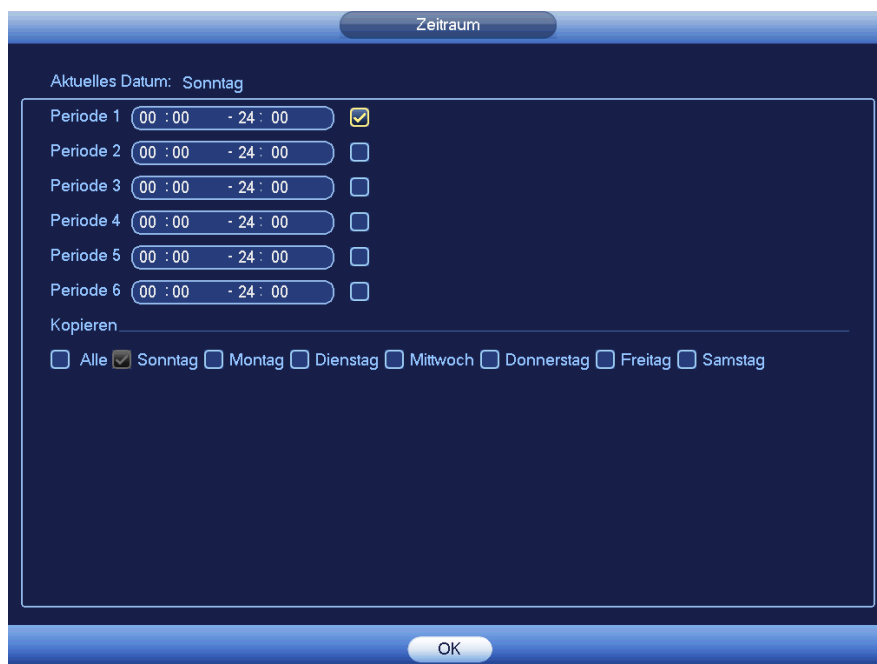 Zeitraum
Aktuelles Datum: Sonntag
Periode 1 00 :00 - 24 : 00
Periode 2 00 :00 - 24 : 00
Periode 3 00 :00 - 24 : 00
Periode 4 00 :00 - 24 : 00
Periode 5 00 :00 - 24 : 00
Periode 6 00 :00 - 24 : 00
Kopieren
Alle Sonntag Montag Dienstag Mittwoch Donnerstag Freitag Samstag
OK